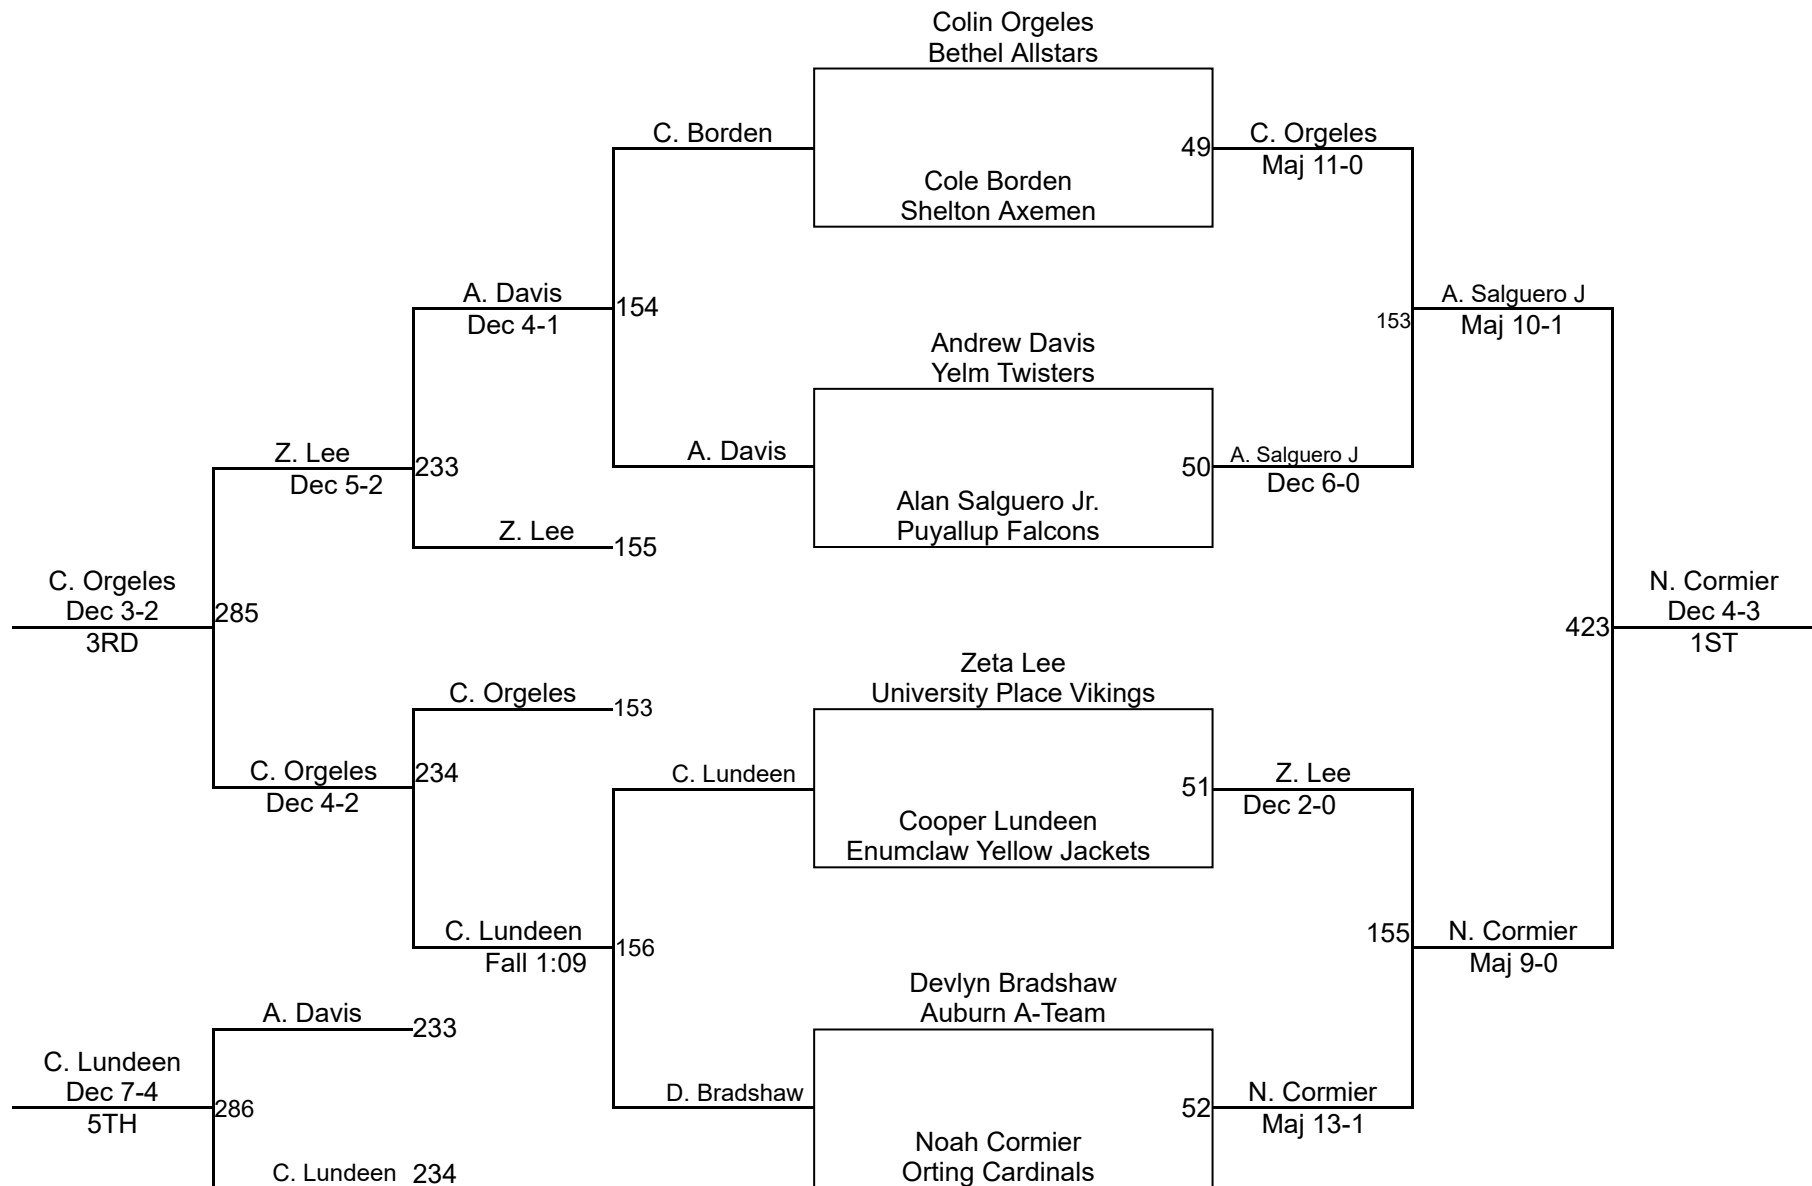 Colin Orgeles
Bethel Allstars
C. Borden
49
C. Orgeles
Maj 11-0
Cole Borden
Shelton Axemen
A. Davis
Dec 4-1
154
153
A. Salguero J
Maj 10-1
Andrew Davis
Yelm Twisters
Z. Lee
Dec 5-2
233
A. Davis
50
A. Salguero J
Dec 6-0
Alan Salguero Jr.
Puyallup Falcons
Z. Lee
155
C. Orgeles
Dec 3-2
3RD
285
423
N. Cormier
Dec 4-3
1ST
Zeta Lee
University Place Vikings
C. Orgeles
153
C. Orgeles
Dec 4-2
234
C. Lundeen
51
Z. Lee
Dec 2-0
Cooper Lundeen
Enumclaw Yellow Jackets
C. Lundeen
Fall 1:09
156
155
N. Cormier
Maj 9-0
Devlyn Bradshaw
Auburn A-Team
A. Davis
233
C. Lundeen
Dec 7-4
5TH
286
D. Bradshaw
52
N. Cormier
Maj 13-1
Noah Cormier
Orting Cardinals
C. Lundeen
234